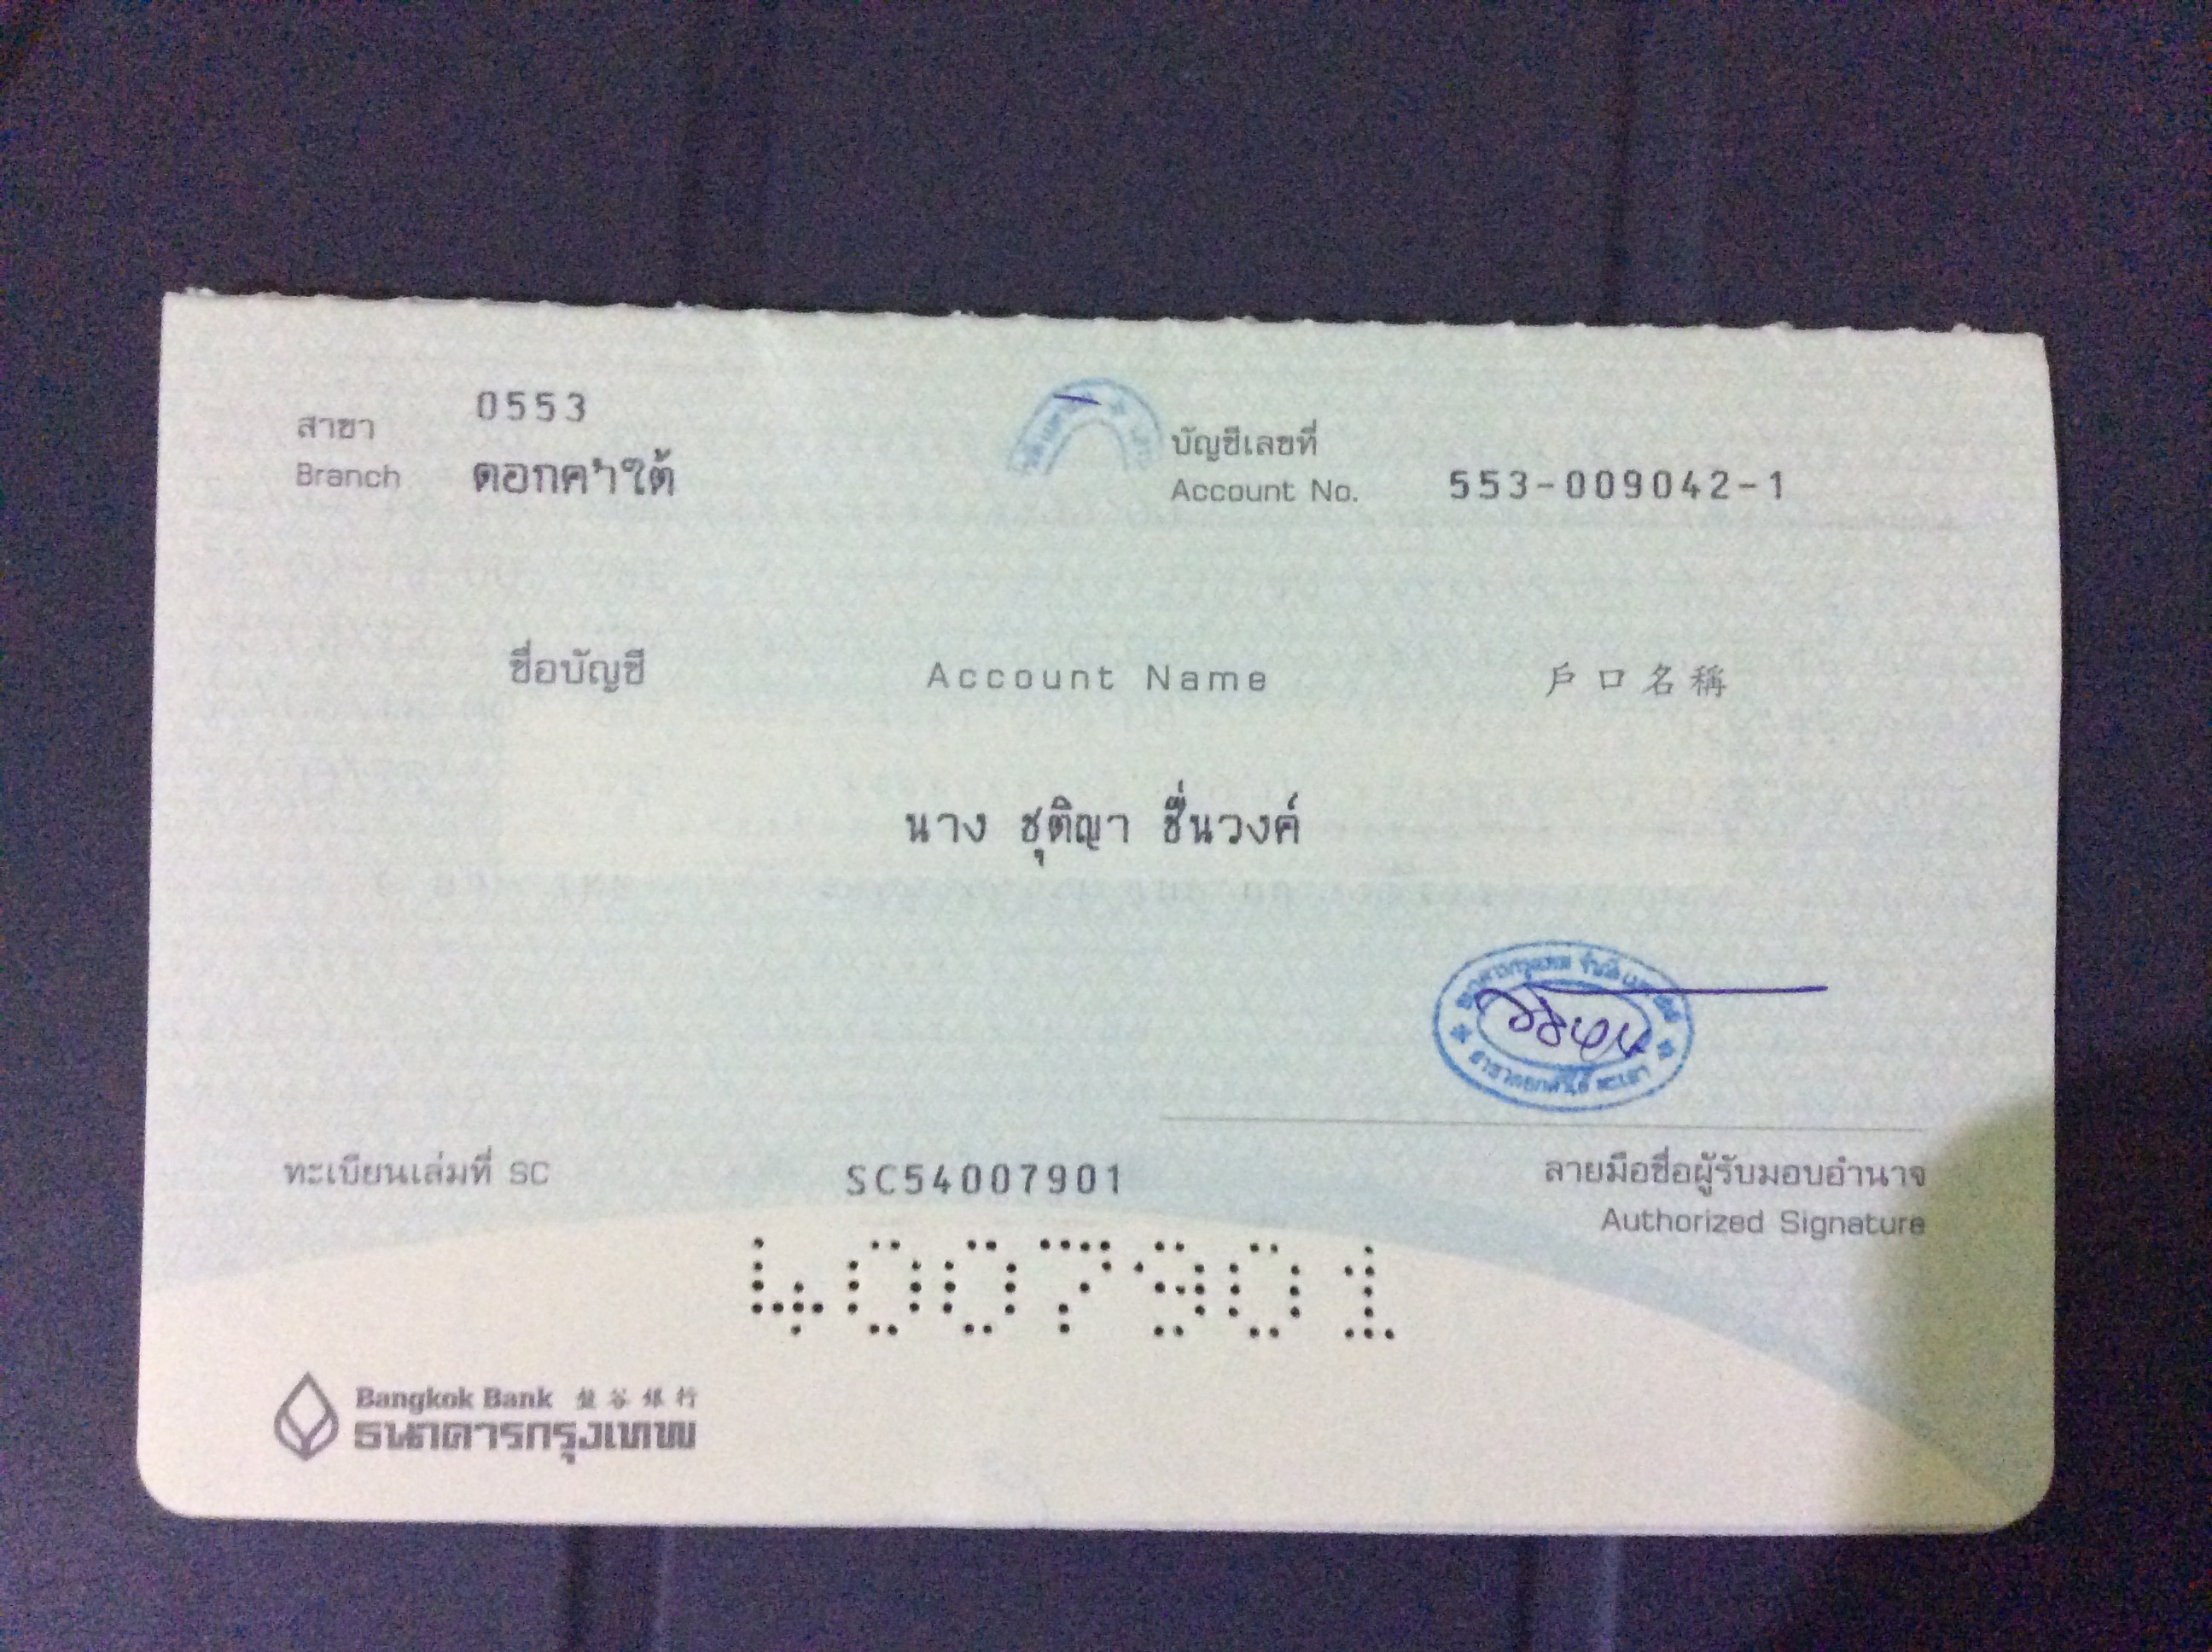 สาขา
Branch
0553
ดอกคำใต้
บัญชีเลขที่
Account No.
553-009042-1
ชื่อบัญชี Account Name 戶口名稱
นาง ชุติญา ชื่นวงค์
ทะเบียนเล่มที่ SC SC54007901
ลายมือชื่อผู้รับมอบอำนาจ
Authorized Signature
4007901
Bangkok Bank 盤谷銀行
ธนาคารกรุงเทพ